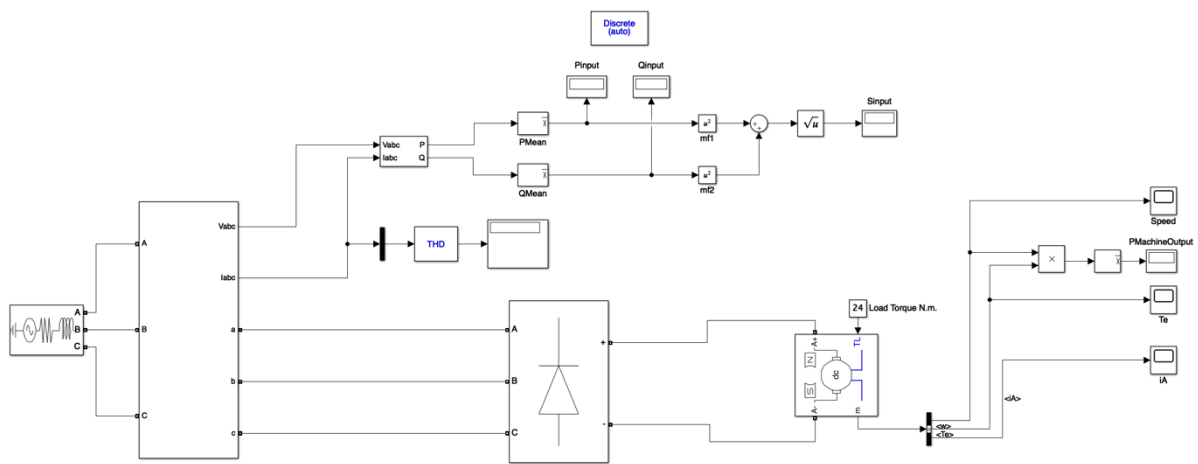 Discrete
(auto)
Pinput
Qinput
Sinput
Vabc
Iabc
P
Q
PMean
QMean
u²
mf1
u²
mf2
√u
A
B
C
A
B
C
Vabc
Iabc
a
b
c
THD
A
B
C
+
-
24
Load Torque N.m.
TL
A+
A-
N
S
dc
m
<w>
<Te>
<iA>
×
Speed
PMachineOutput
Te
iA